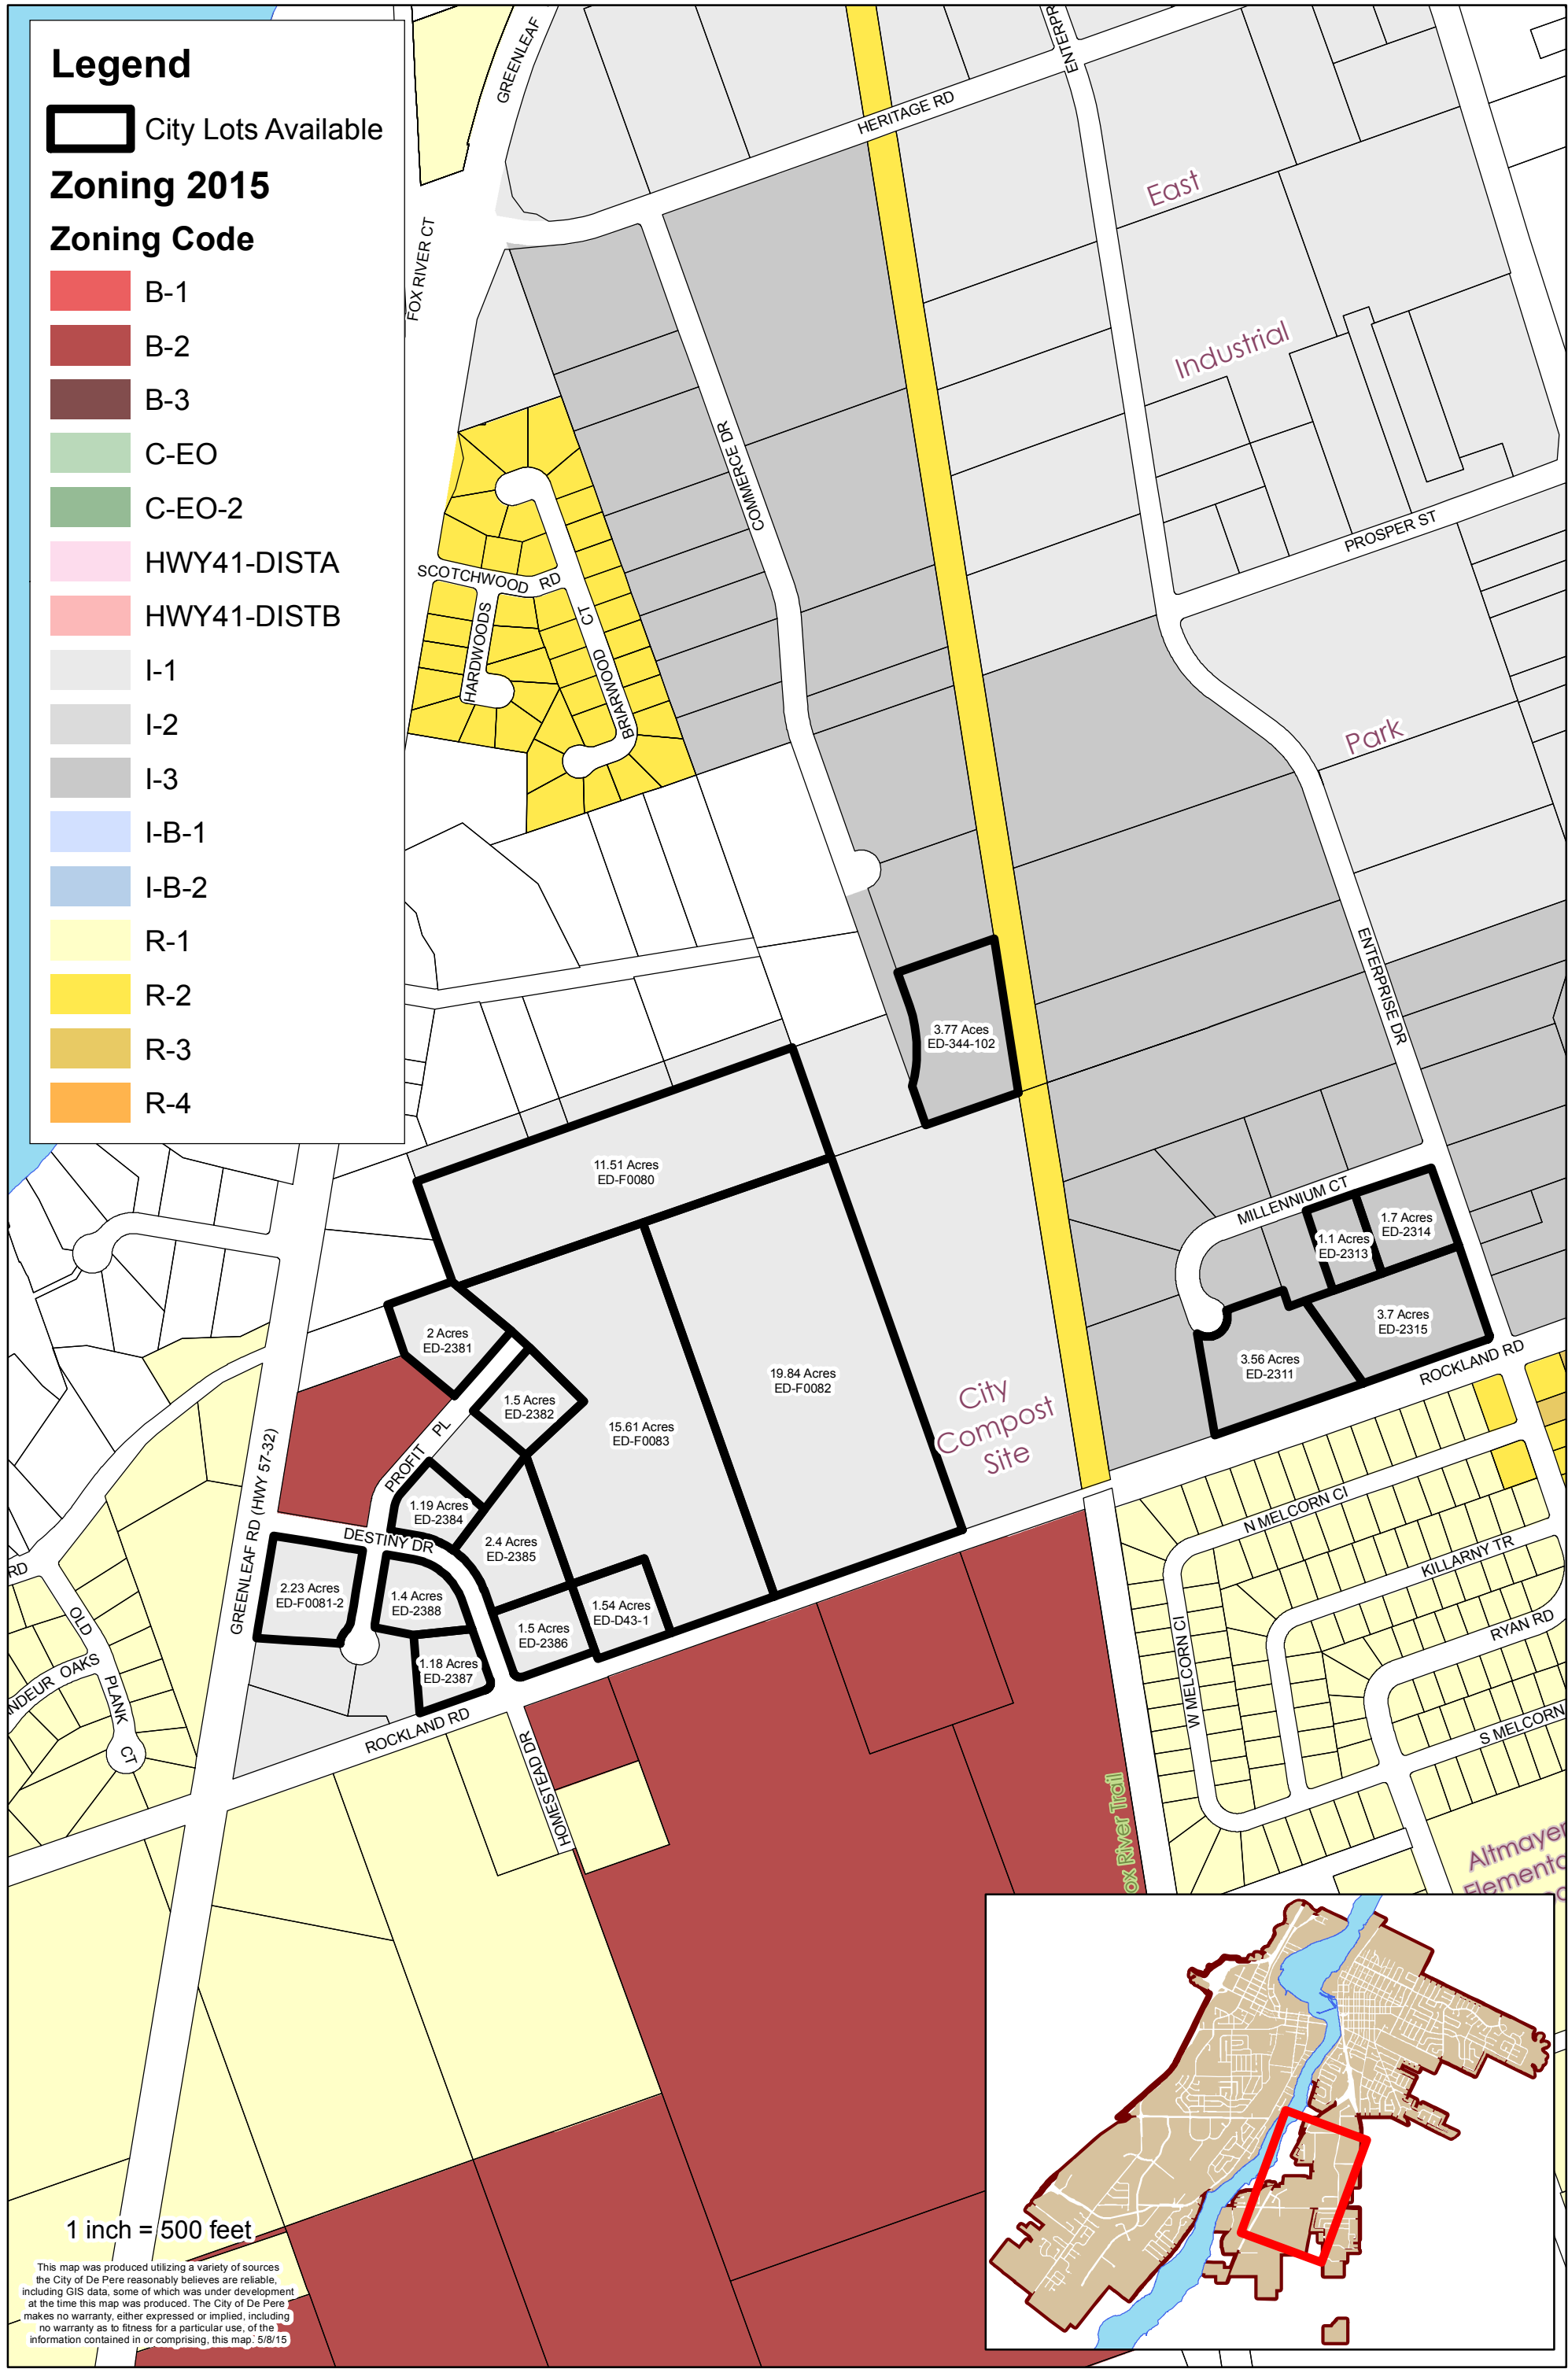 Legend
City Lots Available
Zoning 2015
Zoning Code
B-1
B-2
B-3
C-EO
C-EO-2
HWY41-DISTA
HWY41-DISTB
I-1
I-2
I-3
I-B-1
I-B-2
R-1
R-2
R-3
R-4
GREENLEAF
FOX RIVER CT
HERITAGE RD
ENTERPR
East
Industrial
Park
COMMERCE DR
PROSPER ST
SCOTCHWOOD RD
HARDWOODS
BRIARWOOD CT
ENTERPRISE DR
3.77 Aces
ED-344-102
11.51 Acres
ED-F0080
MILLENNIUM CT
1.7 Acres
ED-2314
1.1 Acres
ED-2313
3.7 Acres
ED-2315
3.56 Acres
ED-2311
ROCKLAND RD
2 Acres
ED-2381
1.5 Acres
ED-2382
19.84 Acres
ED-F0082
15.61 Acres
ED-F0083
City
Compost
Site
PROFIT PL
1.19 Acres
ED-2384
DESTINY DR
2.4 Acres
ED-2385
GREENLEAF RD (HWY 57-32)
2.23 Acres
ED-F0081-2
1.4 Acres
ED-2388
1.54 Acres
ED-D43-1
1.5 Acres
ED-2386
1.18 Acres
ED-2387
ROCKLAND RD
HOMESTEAD DR
RD
OLD PLANK CT
NDEUR OAKS
N MELCORN CI
KILLARNY TR
RYAN RD
W MELCORN CI
S MELCORN
ox River Trail
Altmayer
Elementa
1 inch = 500 feet
This map was produced utilizing a variety of sources
the City of De Pere reasonably believes are reliable,
including GIS data, some of which was under development
at the time this map was produced. The City of De Pere
makes no warranty, either expressed or implied, including
no warranty as to fitness for a particular use, of the
information contained in or comprising, this map. 5/8/15